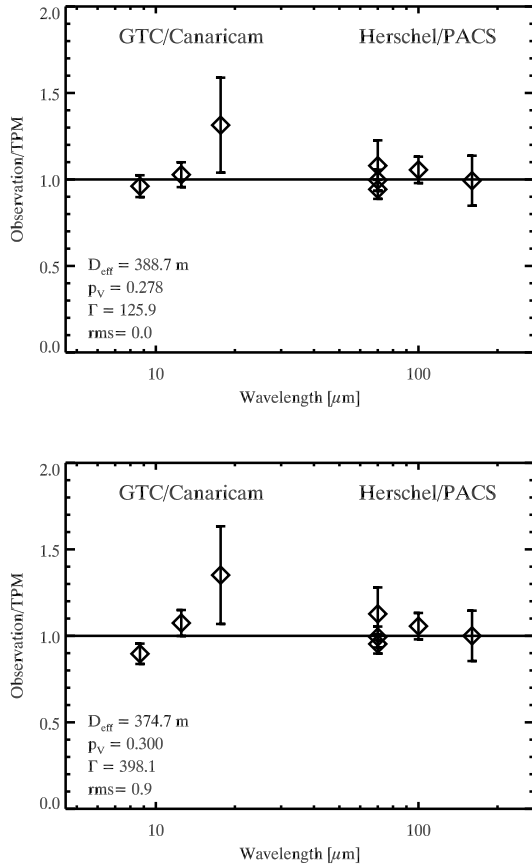 GTC/Canaricam Herschel/PACS
Observation/TPM
2.0
1.5
1.0
0.5
0.0
D_eff = 388.7 m
p_V = 0.278
Γ = 125.9
rms= 0.0
10 100
Wavelength [μm]
GTC/Canaricam Herschel/PACS
Observation/TPM
2.0
1.5
1.0
0.5
0.0
D_eff = 374.7 m
p_V = 0.300
Γ = 398.1
rms= 0.9
10 100
Wavelength [μm]